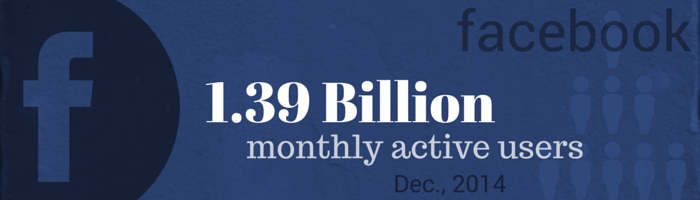 facebook
f
1.39 Billion
monthly active users
Dec., 2014